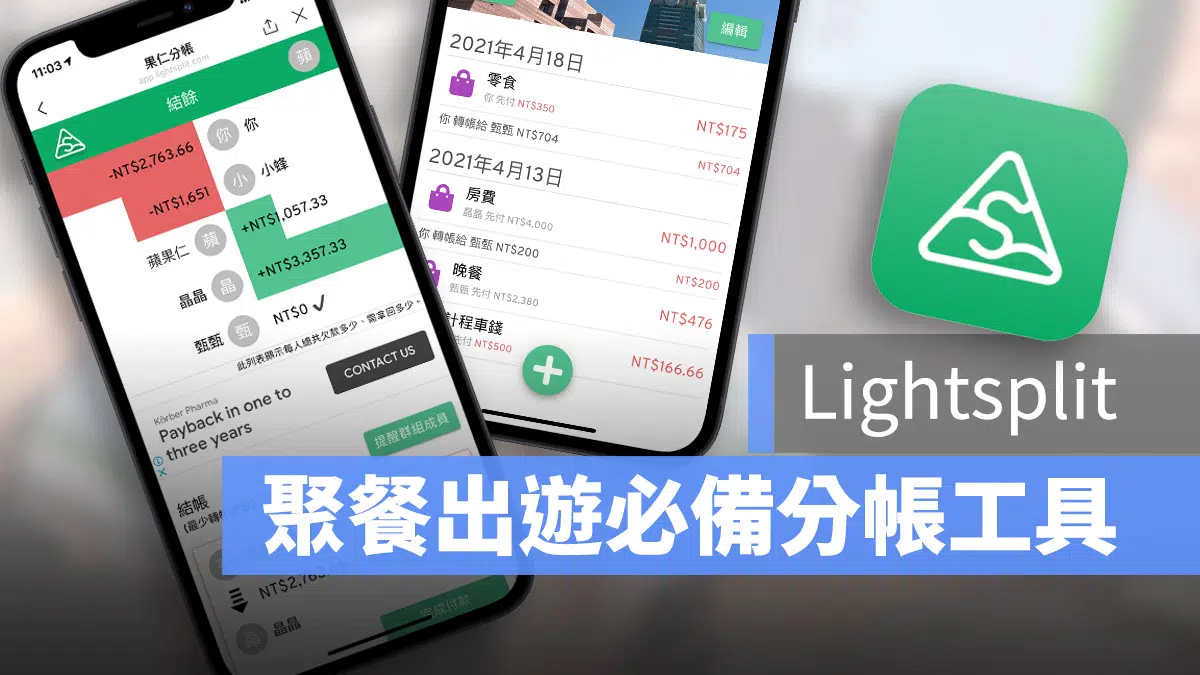 11:03
果仁分帳
app.lightsplit.com
結餘
蘋
-NT$2,763.66
你 你
-NT$1,651
小 小蜂
蘋果仁 蘋
+NT$1,057.33
晶晶 晶
+NT$3,357.33
甄甄 甄
NT$0
此列表顯示每人總共欠款多少、需拿回多少。
Körber Pharma
Payback in one to
three years
CONTACT US
提醒群組成員
結帳
NT$2,763
晶 晶晶
完成付款
編輯
2021年4月18日
零食
你 先付 NT$350
NT$175
你 轉帳給 甄甄 NT$704
NT$704
2021年4月13日
房費
晶晶 先付 NT$4,000
NT$1,000
你 轉帳給 甄甄 NT$200
NT$200
晚餐
甄甄 先付 NT$2,380
NT$476
計程車錢
先付 NT$500
NT$166.66
Lightsplit
聚餐出遊必備分帳工具